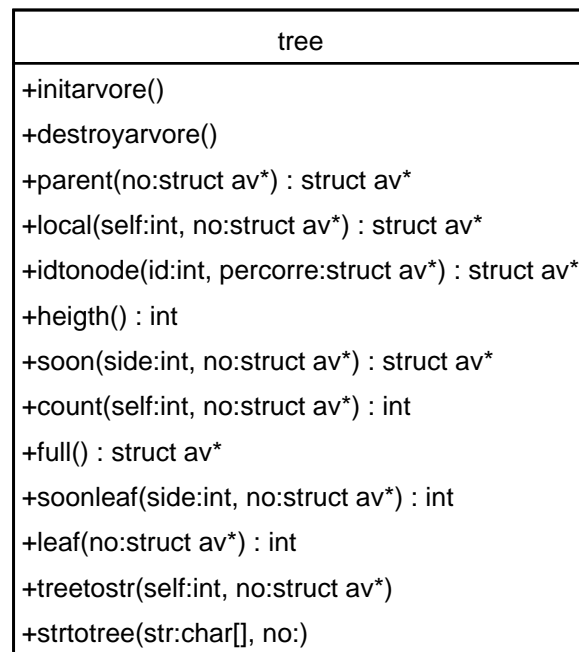 tree
+initarvore()
+destroyarvore()
+parent(no:struct av*) : struct av*
+local(self:int, no:struct av*) : struct av*
+idtonode(id:int, percorre:struct av*) : struct av*
+heigth() : int
+soon(side:int, no:struct av*) : struct av*
+count(self:int, no:struct av*) : int
+full() : struct av*
+soonleaf(side:int, no:struct av*) : int
+leaf(no:struct av*) : int
+treetostr(self:int, no:struct av*)
+strtotree(str:char[], no:)